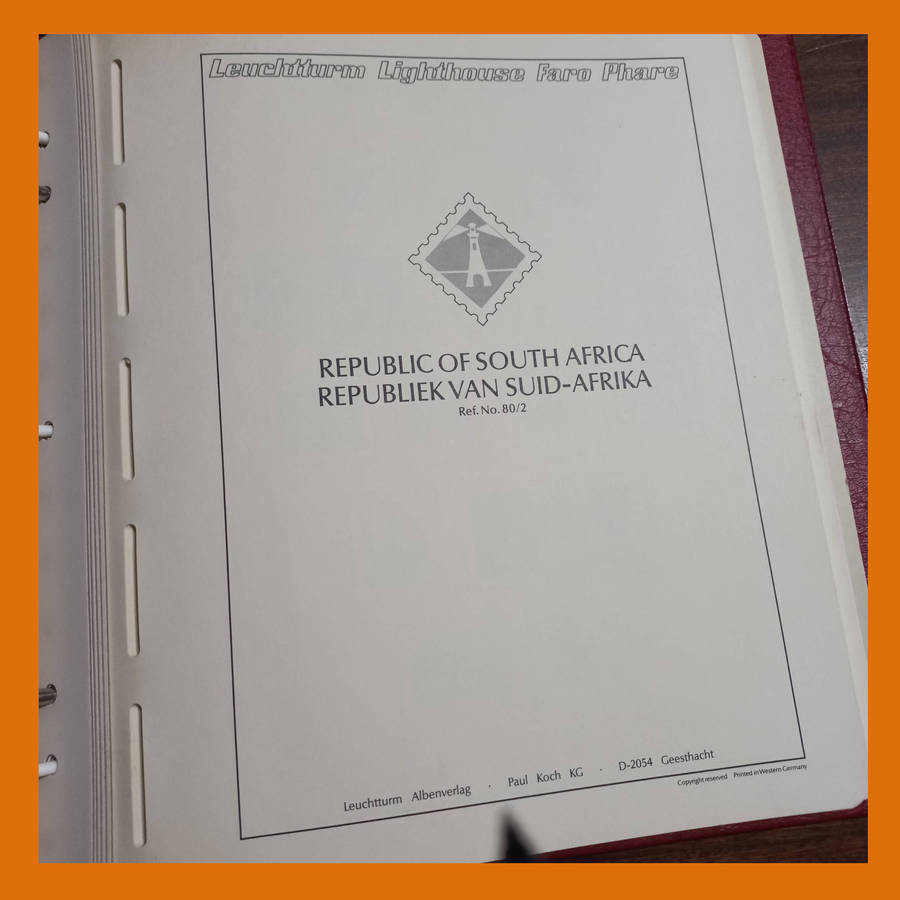 Leuchtturm Lighthouse Faro Phare
REPUBLIC OF SOUTH AFRICA
REPUBLIEK VAN SUID-AFRIKA
Ref. No. 80/2
Leuchtturm Albenverlag · Paul Koch KG · D-2054 Geesthacht
Copyright reserved Printed in Western Germany